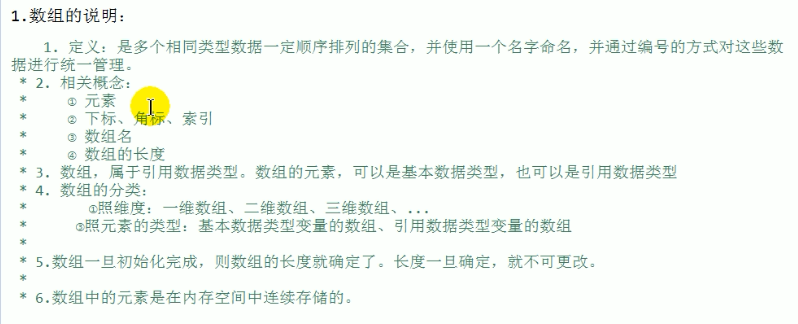 1.数组的说明:
1. 定义: 是多个相同类型数据一定顺序排列的集合, 并使用一个名字命名, 并通过编号的方式对这些数
据进行统一管理。
* 2. 相关概念:
* ① 元素
* ② 下标、角标、索引
* ③ 数组名
* ④ 数组的长度
* 3. 数组, 属于引用数据类型。数组的元素, 可以是基本数据类型, 也可以是引用数据类型
* 4. 数组的分类:
* ①照维度: 一维数组、二维数组、三维数组、...
* ③照元素的类型: 基本数据类型变量的数组、引用数据类型变量的数组
*
* 5.数组一旦初始化完成, 则数组的长度就确定了。长度一旦确定, 就不可更改。
*
* 6.数组中的元素是在内存空间中连续存储的。